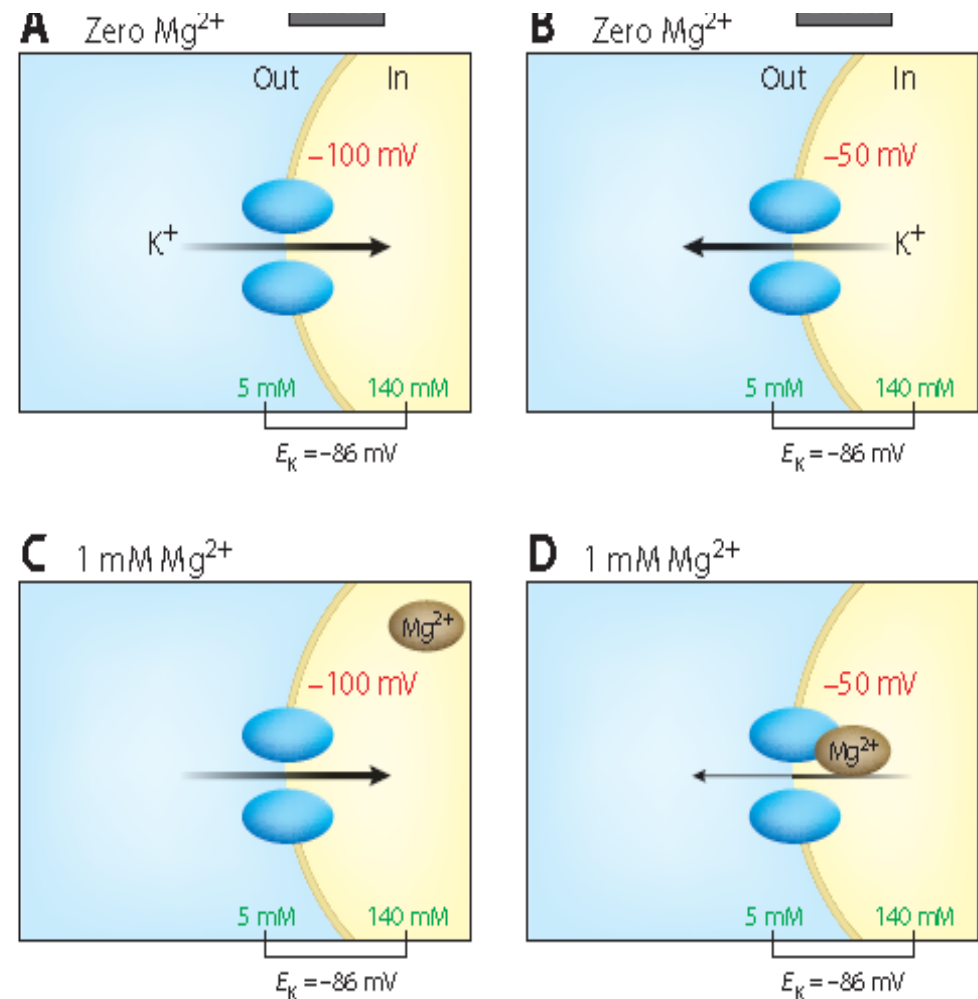 A Zero Mg²⁺
Out In
–100 mV
K⁺
5 mM 140 mM
Eₖ = –86 mV
B Zero Mg²⁺
Out In
–50 mV
K⁺
5 mM 140 mM
Eₖ = –86 mV
C 1 mM Mg²⁺
Mg²⁺
–100 mV
5 mM 140 mM
Eₖ = –86 mV
D 1 mM Mg²⁺
–50 mV
Mg²⁺
5 mM 140 mM
Eₖ = –86 mV